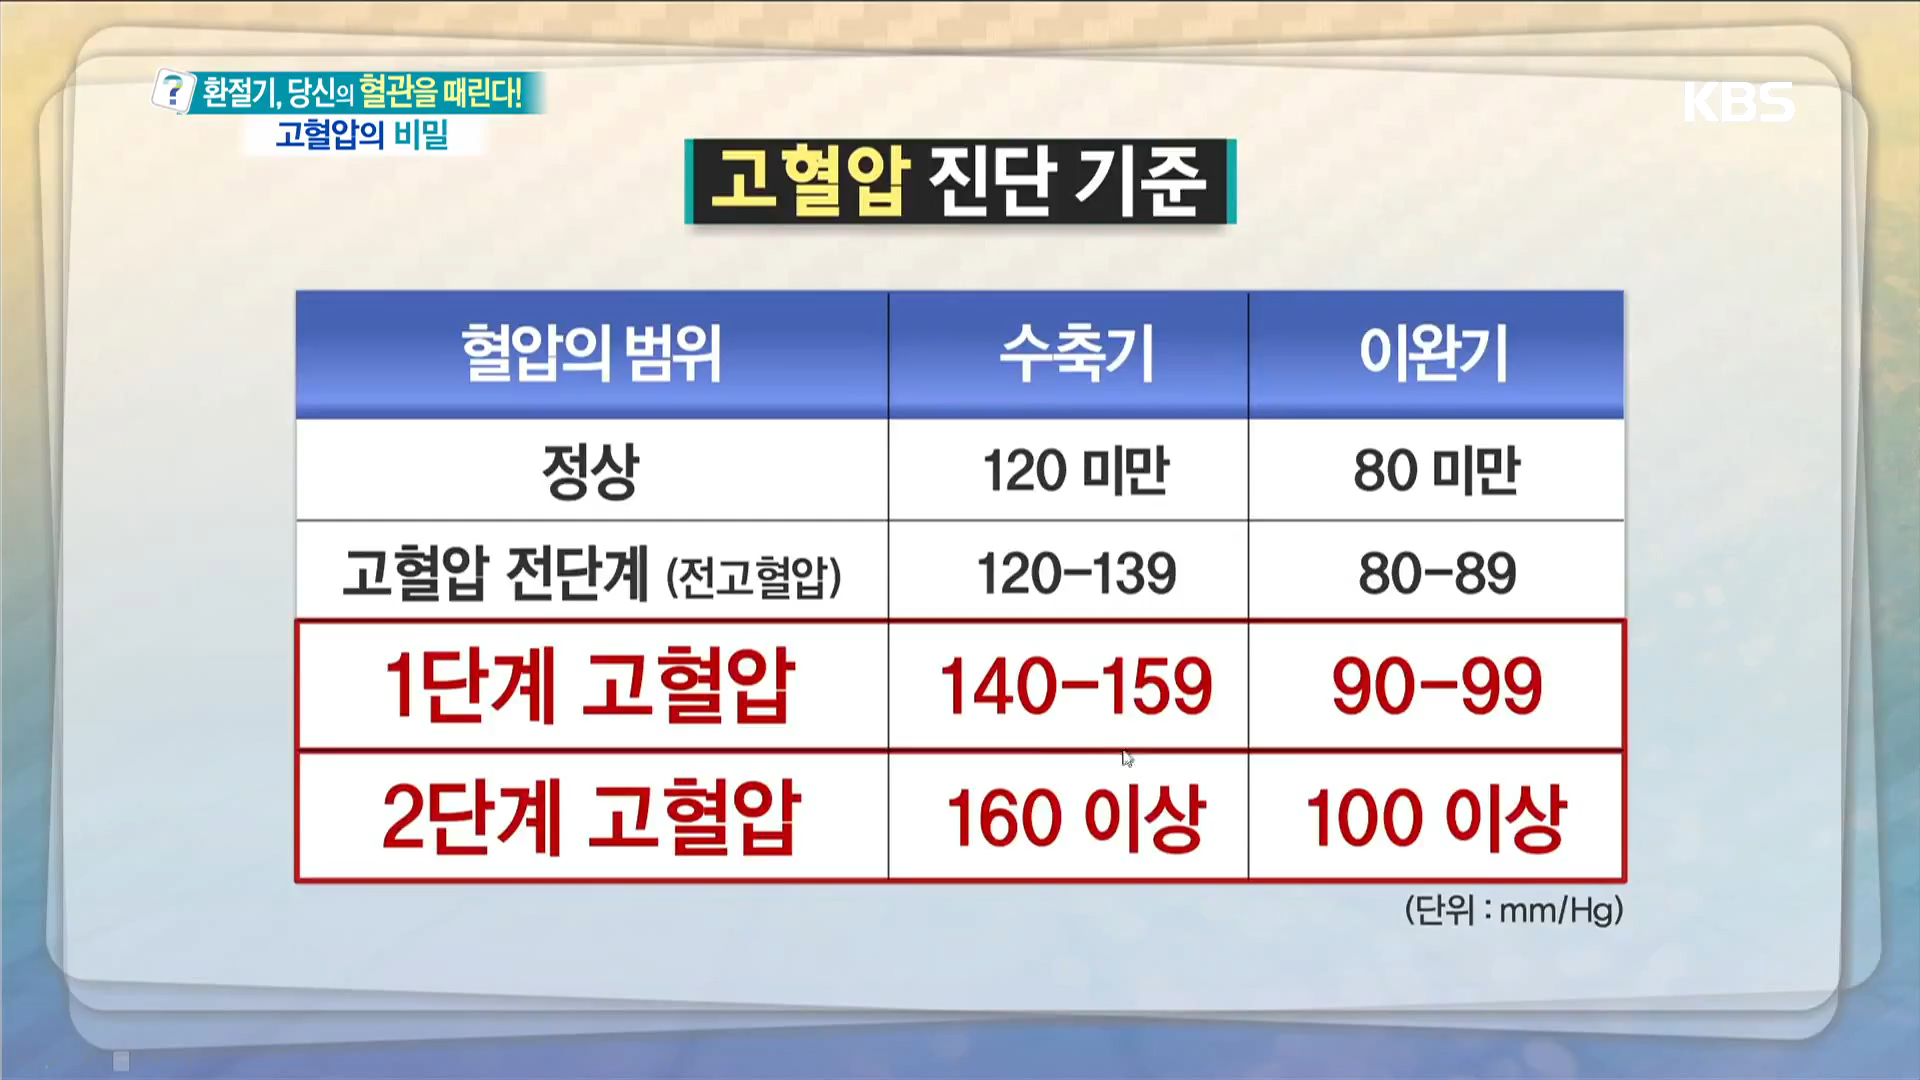 환절기, 당신의 혈관을 때린다!
고혈압의 비밀
KBS
고혈압 진단 기준
혈압의 범위 수축기 이완기
정상 120 미만 80 미만
고혈압 전단계 (전고혈압) 120-139 80-89
1단계 고혈압 140-159 90-99
2단계 고혈압 160 이상 100 이상
(단위 : mm/Hg)